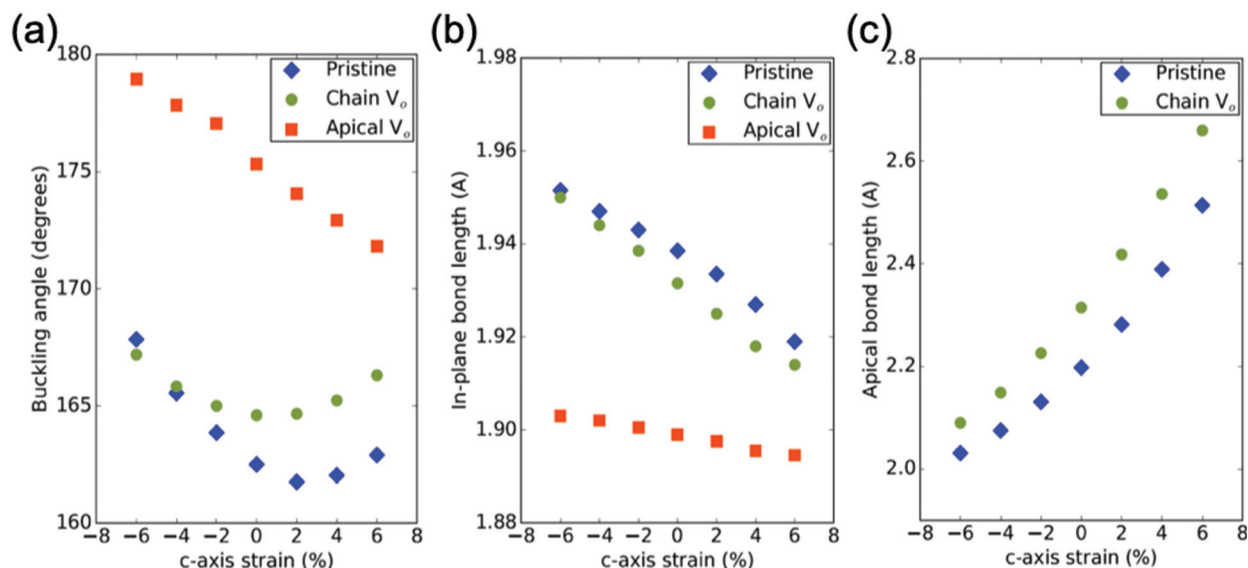 (a)
180
175
170
165
160
Buckling angle (degrees)
Pristine
Chain Vo
Apical Vo
−8 −6 −4 −2 0 2 4 6 8
c-axis strain (%)
(b)
1.98
1.96
1.94
1.92
1.90
1.88
In-plane bond length (A)
Pristine
Chain Vo
Apical Vo
−8 −6 −4 −2 0 2 4 6 8
c-axis strain (%)
(c)
2.8
2.6
2.4
2.2
2.0
Apical bond length (A)
Pristine
Chain Vo
−8 −6 −4 −2 0 2 4 6 8
c-axis strain (%)